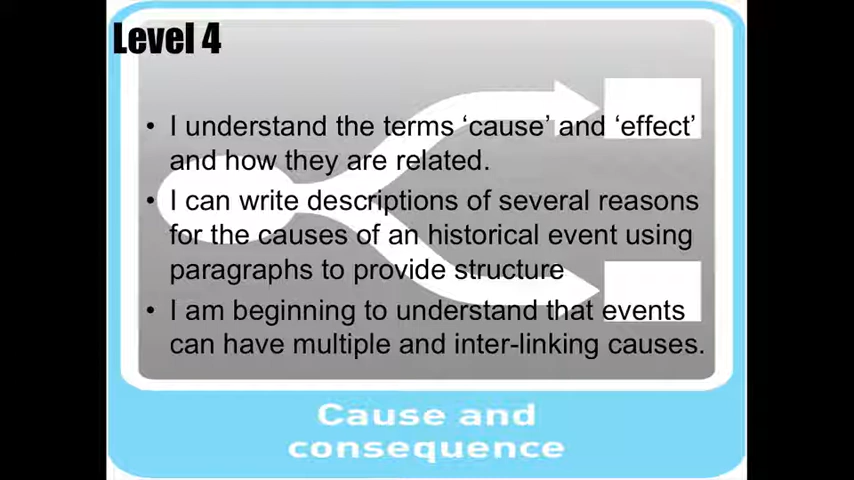 Level 4
• I understand the terms ‘cause’ and ‘effect’
and how they are related.
• I can write descriptions of several reasons
for the causes of an historical event using
paragraphs to provide structure
• I am beginning to understand that events
can have multiple and inter-linking causes.
Cause and
consequence